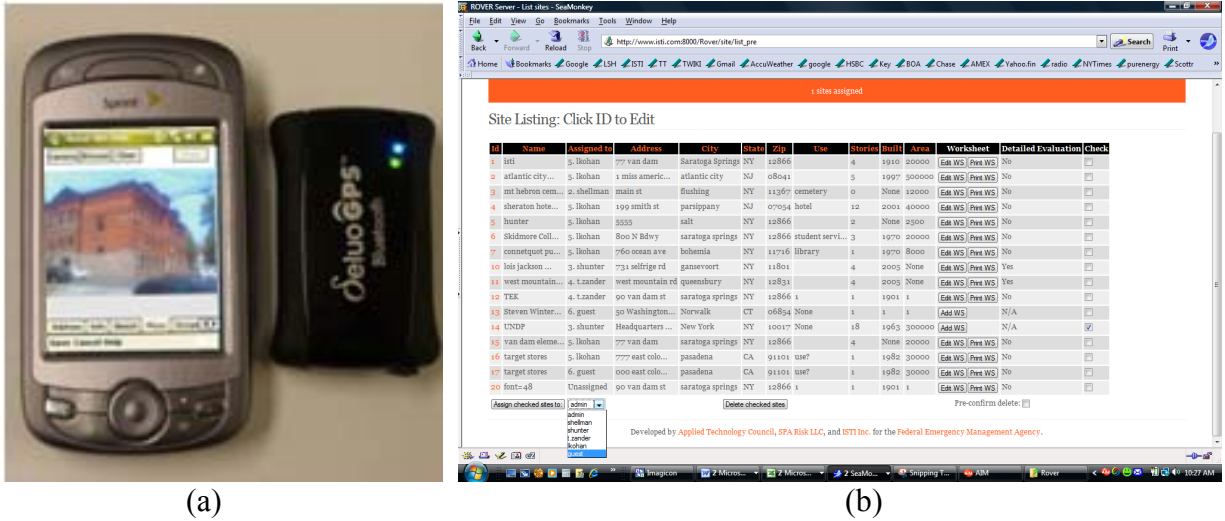 Sprint
DeluoGPS
Bluetooth
(a)
ROVER Server - List sites - SeaMonkey
File Edit View Go Bookmarks Tools Window Help
Back Forward Reload Stop http://www.isti.com:8000/Rover/site/list_pre Search Print
Home Bookmarks Google LSH ISTI TT TWIKI Gmail AccuWeather google HSBC Key BOA Chase AMEX Yahoo.fin radio NYTimes purenergy Scottr »
1 sites assigned
Site Listing: Click ID to Edit
Id Name Assigned to Address City State Zip Use Stories Built Area Worksheet Detailed Evaluation Check
1 isti 5. lkohan 77 van dam Saratoga Springs NY 12866 4 1910 20000 Edit WS Print WS No
2 atlantic city... 5. lkohan 1 miss americ... atlantic city NJ 08041 5 1997 500000 Edit WS Print WS No
3 mt hebron cem... 2. shellman main st flushing NY 11367 cemetery 0 None 12000 Edit WS Print WS No
4 sheraton hote... 5. lkohan 199 smith st parsippany NJ 07054 hotel 12 2001 40000 Edit WS Print WS No
5 hunter 5. lkohan 5555 salt NY 12866 2 None 2500 Edit WS Print WS No
6 Skidmore Coll... 5. lkohan 800 N Bdwy saratoga springs NY 12866 student servi... 3 1970 20000 Edit WS Print WS No
7 connetquot pu... 5. lkohan 760 ocean ave bohemia NY 11716 library 1 1970 8000 Edit WS Print WS No
10 lois jackson ... 3. shunter 731 selfrige rd gansevoort NY 11801 4 2005 None Edit WS Print WS Yes
11 west mountain... 4. t.zander west mountain rd queensbury NY 12831 4 2005 None Edit WS Print WS Yes
12 TEK 4. t.zander 90 van dam st saratoga springs NY 12866 1 1 1901 1 Edit WS Print WS No
13 Steven Winter... 6. guest 50 Washington... Norwalk CT 06854 None 1 1 1 Add WS N/A
14 UNDP 3. shunter Headquarters ... New York NY 10017 None 18 1963 300000 Add WS N/A
15 van dam eleme... 5. lkohan 77 van dam saratoga springs NY 12866 4 None 20000 Edit WS Print WS No
16 target stores 5. lkohan 777 east colo... pasadena CA 91101 use? 1 1982 30000 Edit WS Print WS No
17 target stores 6. guest 000 east colo... pasadena CA 91101 use? 1 1982 30000 Edit WS Print WS No
20 font=48 Unassigned 90 van dam st saratoga springs NY 12866 1 1 1901 1 Edit WS Print WS No
Assign checked sites to: admin Delete checked sites Pre-confirm delete:
admin
shellman
shunter
t.zander
lkohan
guest
Developed by Applied Technology Council, SPA Risk LLC, and ISTI Inc. for the Federal Emergency Management Agency.
Imagicon 2 Micros... 2 Micros... 2 SeaMo... Snipping T... AIM Rover 10:27 AM
(b)